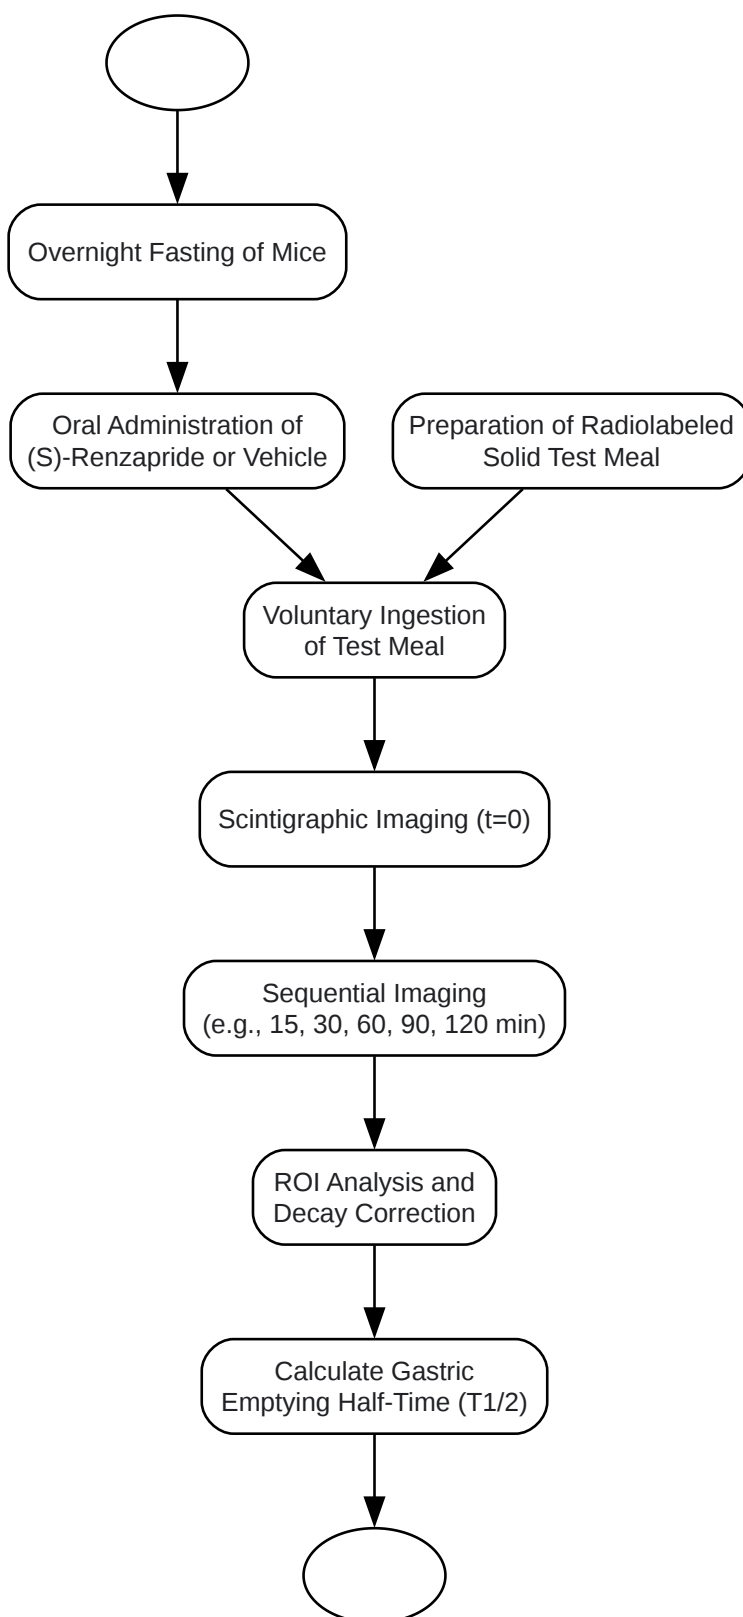 Overnight Fasting of Mice
Oral Administration of
(S)-Renzapride or Vehicle
Preparation of Radiolabeled
Solid Test Meal
Voluntary Ingestion
of Test Meal
Scintigraphic Imaging (t=0)
Sequential Imaging
(e.g., 15, 30, 60, 90, 120 min)
ROI Analysis and
Decay Correction
Calculate Gastric
Emptying Half-Time (T1/2)